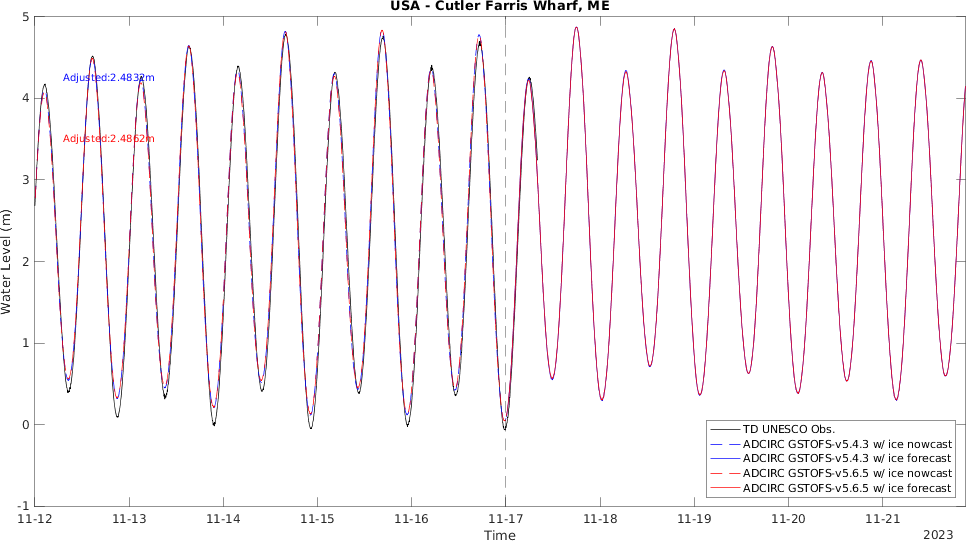 USA - Cutler Farris Wharf, ME
5
4
3
2
1
0
-1
Water Level (m)
Adjusted:2.4832m
Adjusted:2.4862m
TD UNESCO Obs.
ADCIRC GSTOFS-v5.4.3 w/ ice nowcast
ADCIRC GSTOFS-v5.4.3 w/ ice forecast
ADCIRC GSTOFS-v5.6.5 w/ ice nowcast
ADCIRC GSTOFS-v5.6.5 w/ ice forecast
11-12 11-13 11-14 11-15 11-16 11-17 11-18 11-19 11-20 11-21
Time
2023